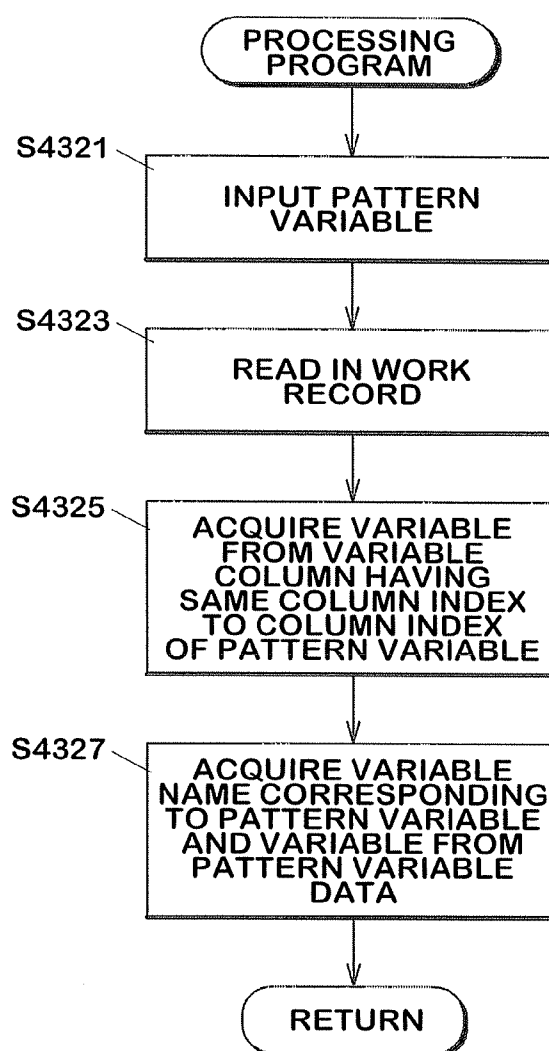 PROCESSING
PROGRAM
S4321
INPUT PATTERN
VARIABLE
S4323
READ IN WORK
RECORD
S4325
ACQUIRE VARIABLE
FROM VARIABLE
COLUMN HAVING
SAME COLUMN INDEX
TO COLUMN INDEX
OF PATTERN VARIABLE
S4327
ACQUIRE VARIABLE
NAME CORRESPONDING
TO PATTERN VARIABLE
AND VARIABLE FROM
PATTERN VARIABLE
DATA
RETURN